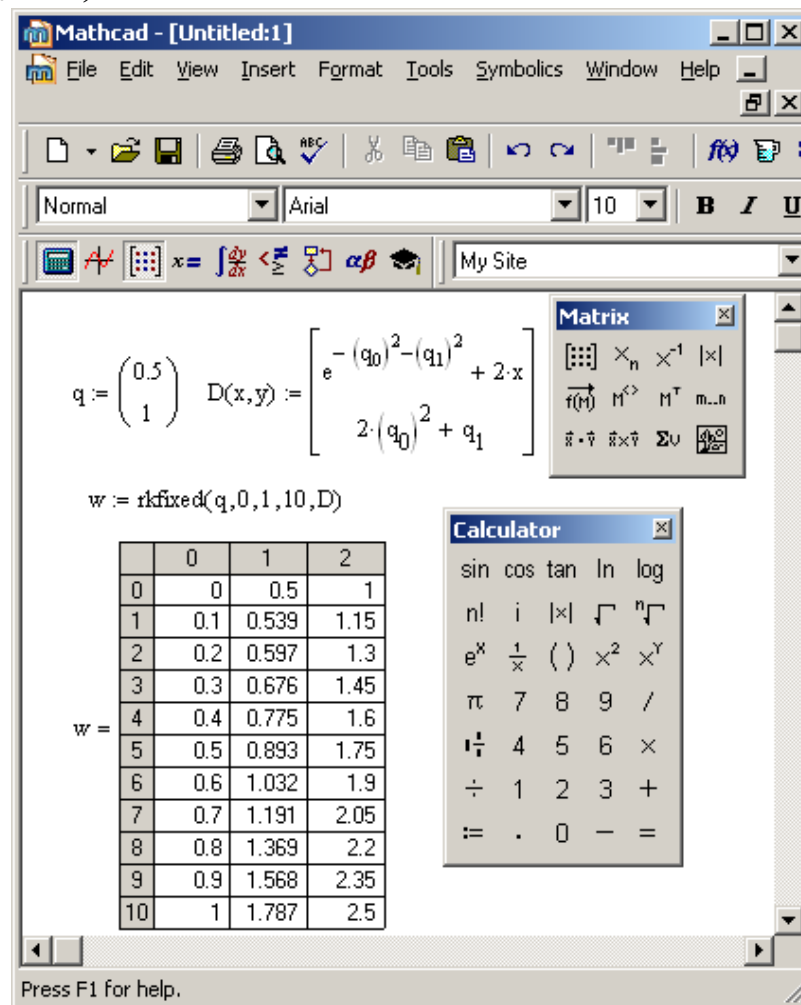 Mathcad - [Untitled:1]
File Edit View Insert Format Tools Symbolics Window Help
Normal Arial 10 B I U
x= αβ My Site
q := (0.5 1) D(x,y) := [e^(-(q₀)²-(q₁)²) + 2·x 2·(q₀)² + q₁]
w := rkfixed(q,0,1,10,D)
Matrix
[:::] ×ₙ ×⁻¹ |×|
f(M) M<> Mᵀ m..n
x·y x×y Συ
Calculator
sin cos tan ln log
n! i |×| √ ⁿ√
eˣ 1/x ( ) ×² ×ʸ
π 7 8 9 /
4 5 6 ×
÷ 1 2 3 +
:= . 0 − =
w =
0 1 2
0 0 0.5 1
1 0.1 0.539 1.15
2 0.2 0.597 1.3
3 0.3 0.676 1.45
4 0.4 0.775 1.6
5 0.5 0.893 1.75
6 0.6 1.032 1.9
7 0.7 1.191 2.05
8 0.8 1.369 2.2
9 0.9 1.568 2.35
10 1 1.787 2.5
Press F1 for help.